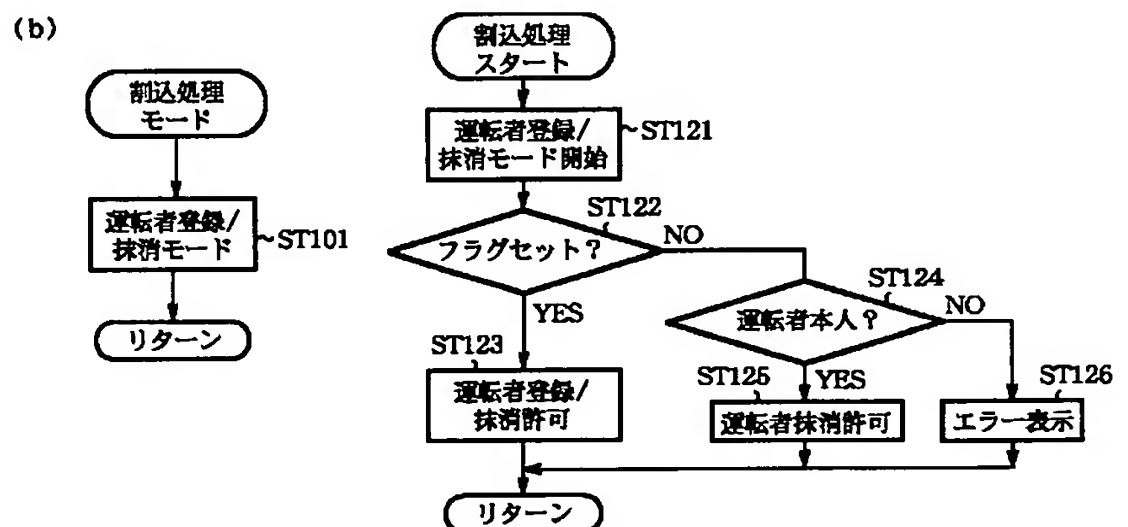 (b)
割込処理
モード
運転者登録/
抹消モード
~ST101
リターン
割込処理
スタート
運転者登録/
抹消モード開始
~ST121
ST122
フラグセット？
NO
YES
ST123
運転者登録/
抹消許可
ST124
運転者本人？
NO
ST125
YES
運転者抹消許可
ST126
エラー表示
リターン